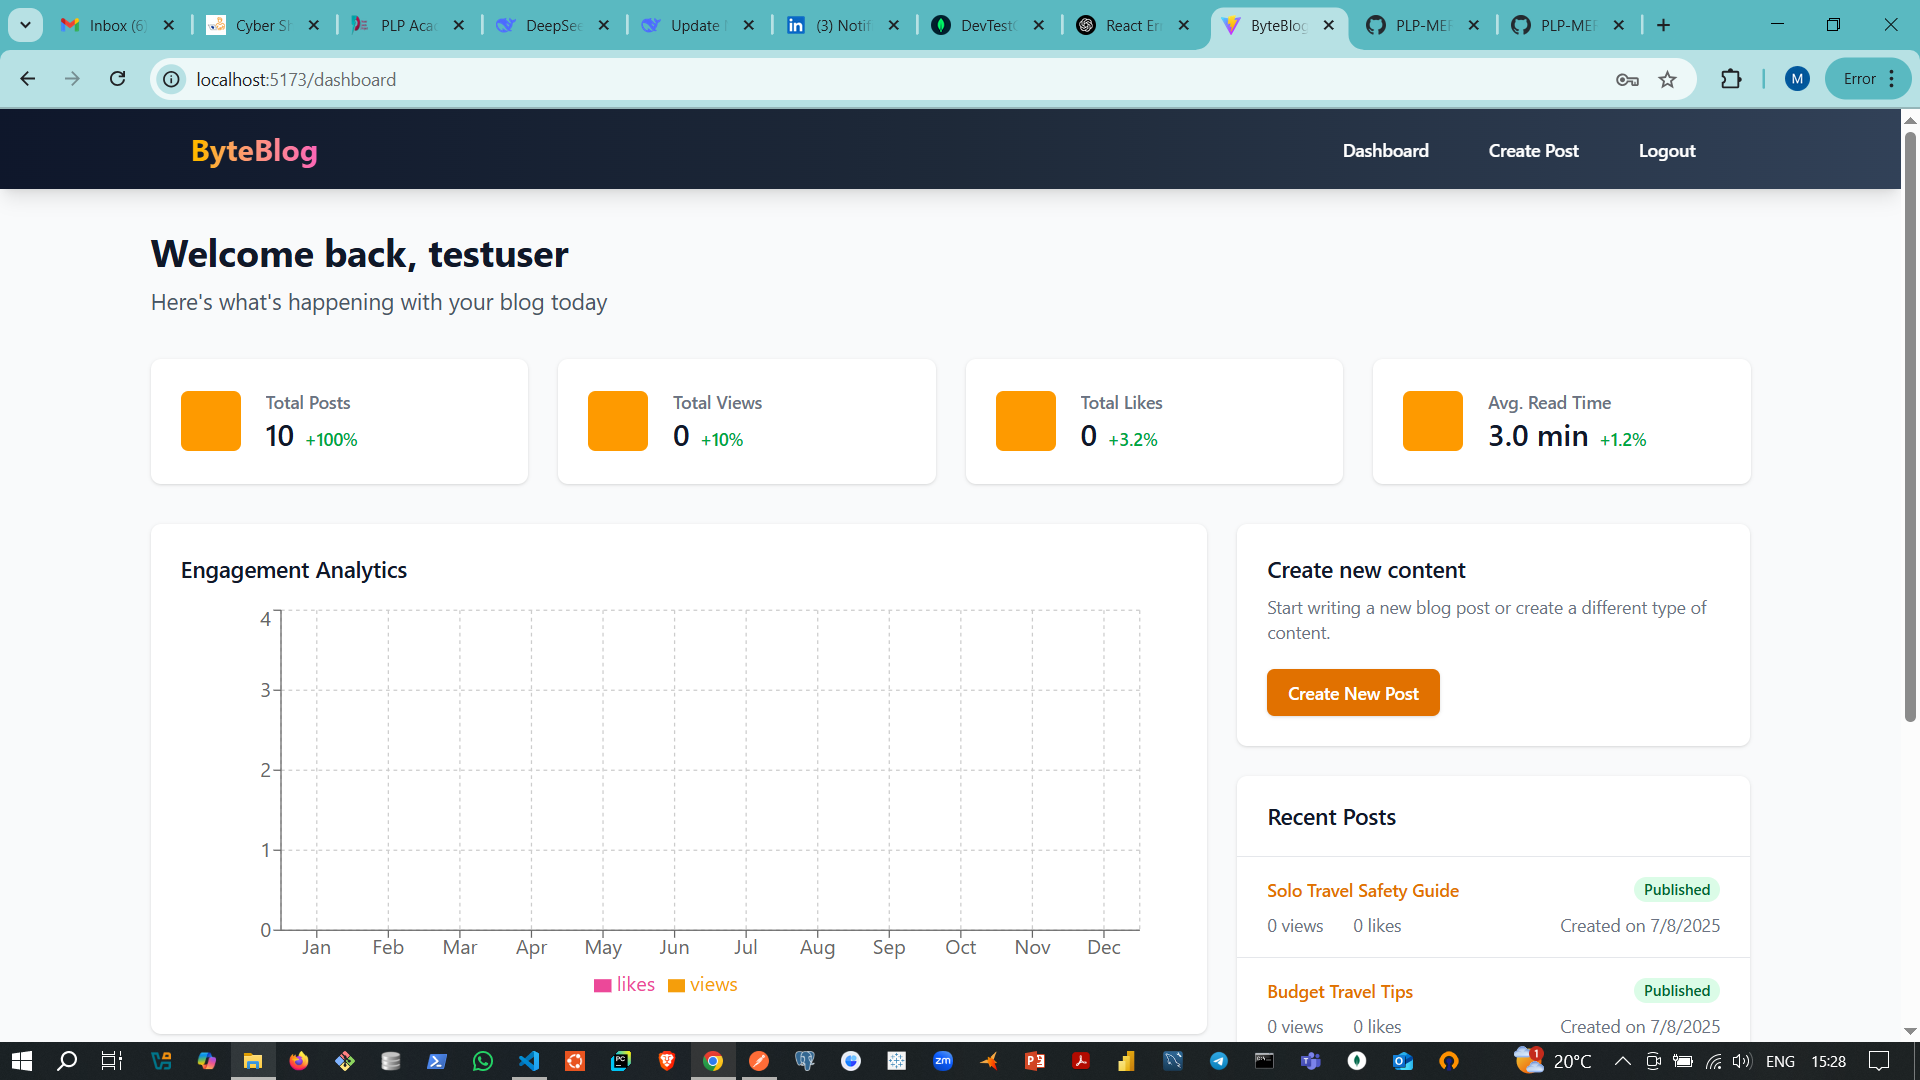 Inbox (6)
Cyber Sh
PLP Aca
DeepSee
Update
(3) Notif
DevTest
React Er
ByteBlog
PLP-MER
PLP-MER
localhost:5173/dashboard
M
Error
ByteBlog
Dashboard
Create Post
Logout
Welcome back, testuser
Here's what's happening with your blog today
Total Posts
10 +100%
Total Views
0 +10%
Total Likes
0 +3.2%
Avg. Read Time
3.0 min +1.2%
Engagement Analytics
4
3
2
1
0
Jan Feb Mar Apr May Jun Jul Aug Sep Oct Nov Dec
likes views
Create new content
Start writing a new blog post or create a different type of
content.
Create New Post
Recent Posts
Solo Travel Safety Guide Published
0 views 0 likes Created on 7/8/2025
Budget Travel Tips Published
0 views 0 likes Created on 7/8/2025
1 20°C ENG 15:28